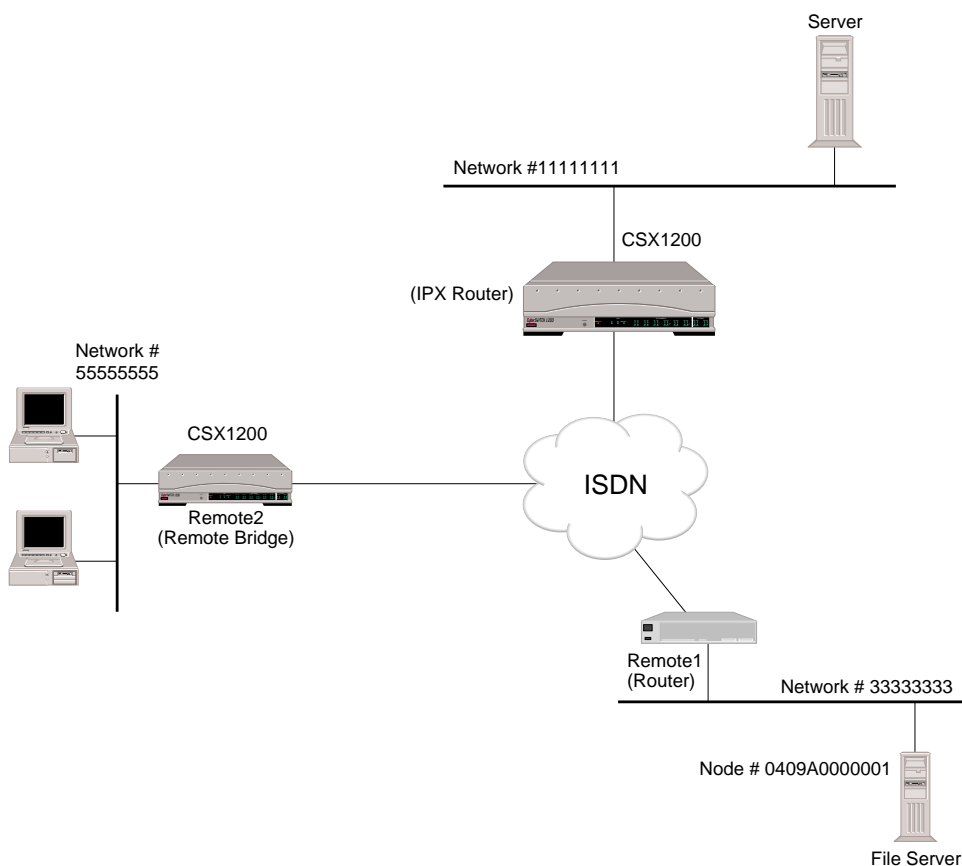 Server
Network #11111111
CSX1200
(IPX Router)
Network #
55555555
CSX1200
Remote2
(Remote Bridge)
ISDN
Remote1
(Router)
Network # 33333333
Node # 0409A0000001
File Server